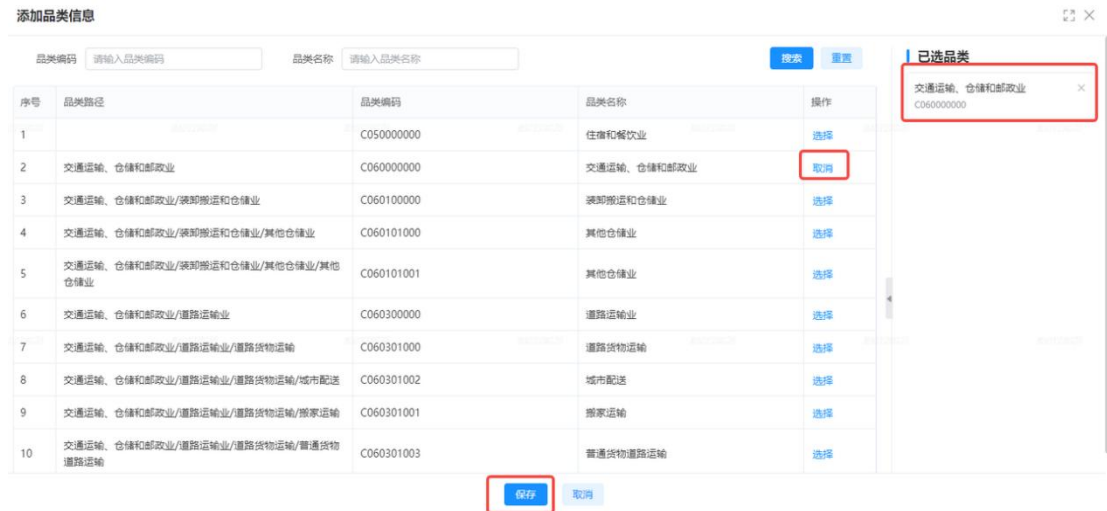 添加品类信息
品类编码 请输入品类编码 品类名称 请输入品类名称 搜索 重置
已选品类
交通运输、仓储和邮政业
C060000000
序号 品类路径 品类编码 品类名称 操作
1 C050000000 住宿和餐饮业 选择
2 交通运输、仓储和邮政业 C060000000 交通运输、仓储和邮政业 取消
3 交通运输、仓储和邮政业/装卸搬运和仓储业 C060100000 装卸搬运和仓储业 选择
4 交通运输、仓储和邮政业/装卸搬运和仓储业/其他仓储业 C060101000 其他仓储业 选择
5 交通运输、仓储和邮政业/装卸搬运和仓储业/其他仓储业/其他
仓储业 C060101001 其他仓储业 选择
6 交通运输、仓储和邮政业/道路运输业 C060300000 道路运输业 选择
7 交通运输、仓储和邮政业/道路运输业/道路货物运输 C060301000 道路货物运输 选择
8 交通运输、仓储和邮政业/道路运输业/道路货物运输/城市配送 C060301002 城市配送 选择
9 交通运输、仓储和邮政业/道路运输业/道路货物运输/搬家运输 C060301001 搬家运输 选择
10 交通运输、仓储和邮政业/道路运输业/道路货物运输/普通货物
道路运输 C060301003 普通货物道路运输 选择
保存 取消